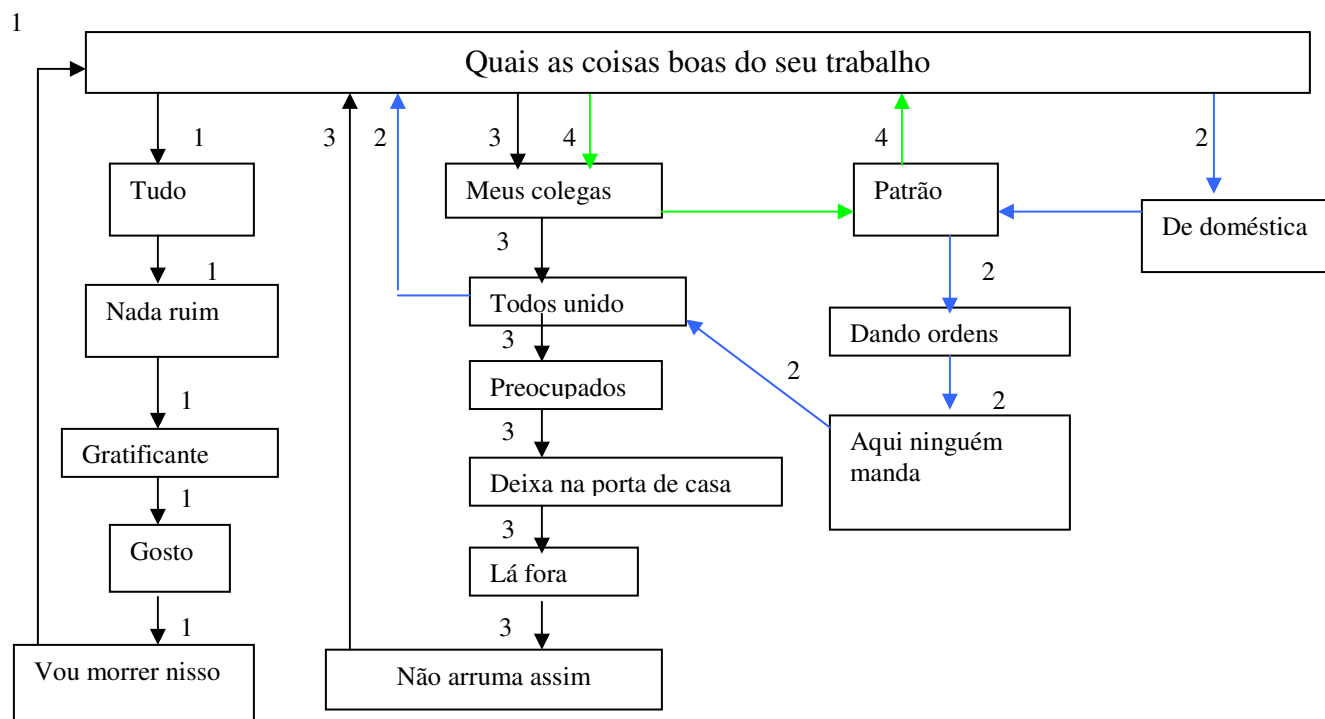 1
Quais as coisas boas do seu trabalho
1
3
2
3
4
4
2
Tudo
Meus colegas
Patrão
De doméstica
3
1
2
Nada ruim
Todos unido
Dando ordens
3
2
2
Preocupados
1
3
Aqui ninguém
manda
Gratificante
Deixa na porta de casa
1
3
Gosto
Lá fora
1
3
Vou morrer nisso
Não arruma assim